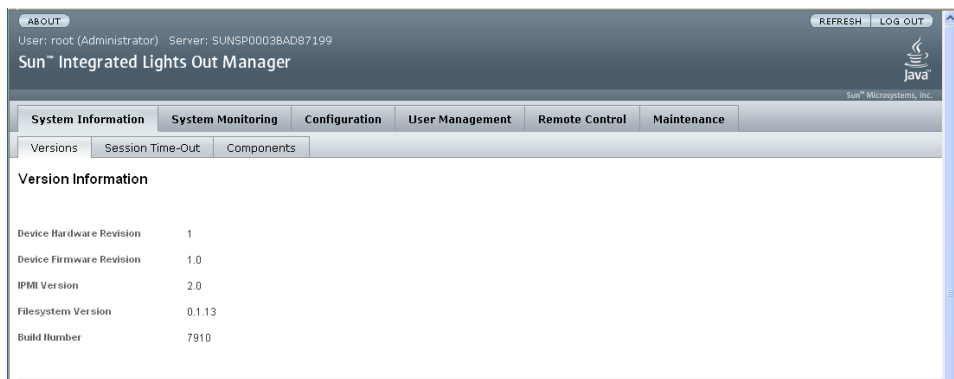 ABOUT
REFRESH LOG OUT
User: root (Administrator) Server: SUNSP0003BAD87199
Sun™ Integrated Lights Out Manager
Java™
Sun™ Microsystems, Inc.
System Information System Monitoring Configuration User Management Remote Control Maintenance
Versions Session Time-Out Components
Version Information
Device Hardware Revision 1
Device Firmware Revision 1.0
IPMI Version 2.0
Filesystem Version 0.1.13
Build Number 7910